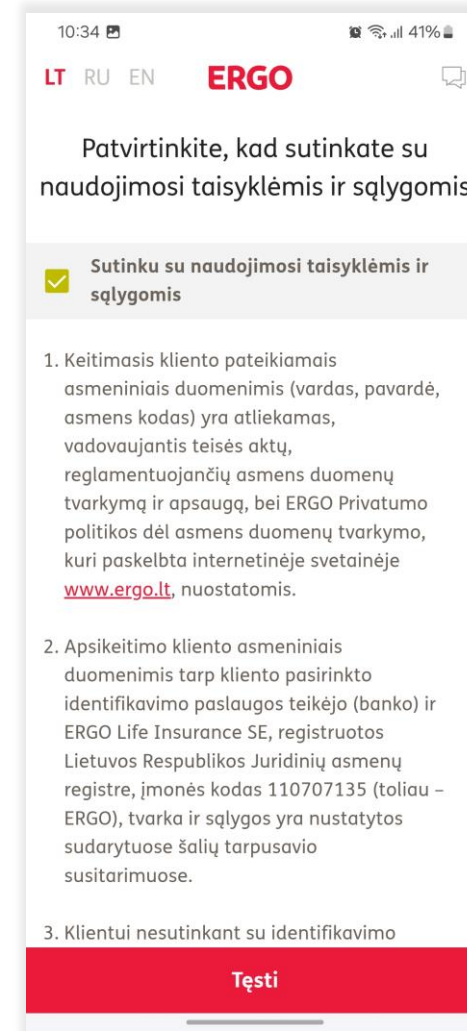 10:34 41%
LT RU EN ERGO
Patvirtinkite, kad sutinkate su
naudojimosi taisyklėmis ir sąlygomis
Sutinku su naudojimosi taisyklėmis ir
sąlygomis
1. Keitimasis kliento pateikiamais
asmeniniais duomenimis (vardas, pavardė,
asmens kodas) yra atliekamas,
vadovaujantis teisės aktų,
reglamentuojančių asmens duomenų
tvarkymą ir apsaugą, bei ERGO Privatumo
politikos dėl asmens duomenų tvarkymo,
kuri paskelbta internetinėje svetainėje
www.ergo.lt, nuostatomis.
2. Apsikeitimo kliento asmeniniais
duomenimis tarp kliento pasirinkto
identifikavimo paslaugos teikėjo (banko) ir
ERGO Life Insurance SE, registruotos
Lietuvos Respublikos Juridinių asmenų
registre, įmonės kodas 110707135 (toliau –
ERGO), tvarka ir sąlygos yra nustatytos
sudarytuose šalių tarpusavio
susitarimuose.
3. Klientui nesutinkant su identifikavimo
Tęsti